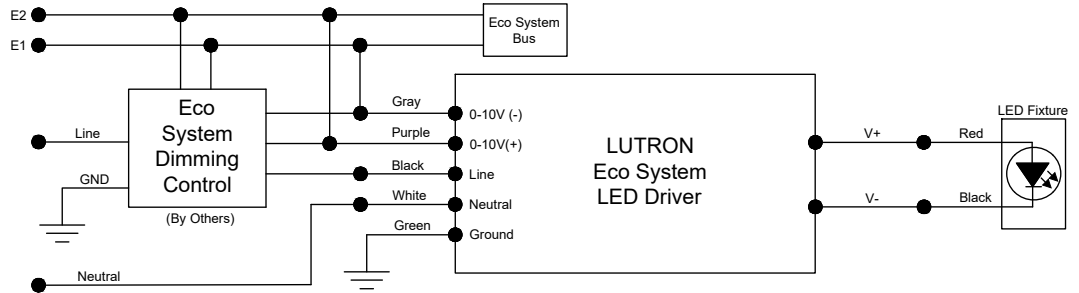 E2
E1
Eco System
Bus
Eco
System
Dimming
Control
(By Others)
Line
GND
Neutral
Gray
Purple
Black
White
Green
0-10V (-)
0-10V(+)
Line
Neutral
Ground
LUTRON
Eco System
LED Driver
V+
V-
Red
Black
LED Fixture